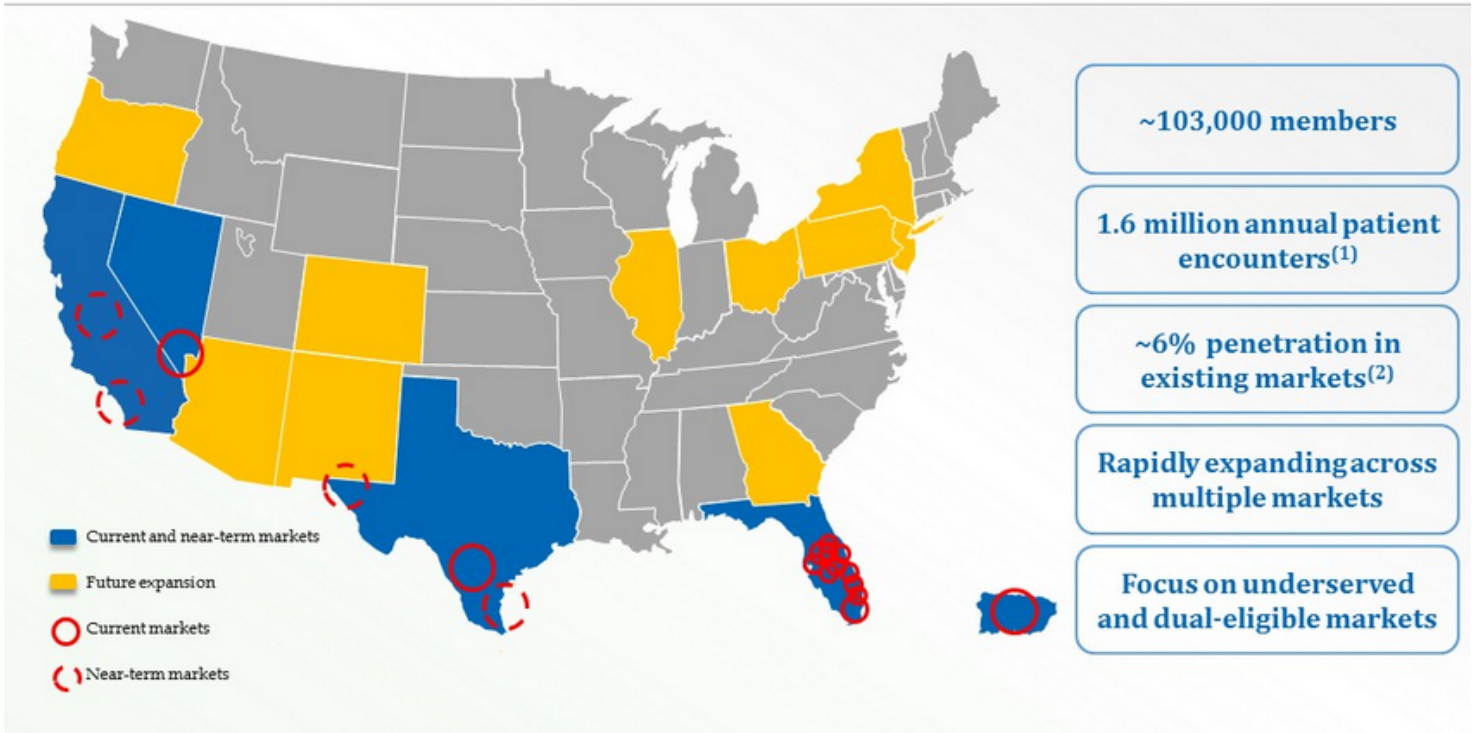 ~103,000 members
1.6 million annual patient
encounters(1)
~6% penetration in
existing markets(2)
Rapidly expanding across
multiple markets
Focus on underserved
and dual-eligible markets
Current and near-term markets
Future expansion
Current markets
Near-term markets